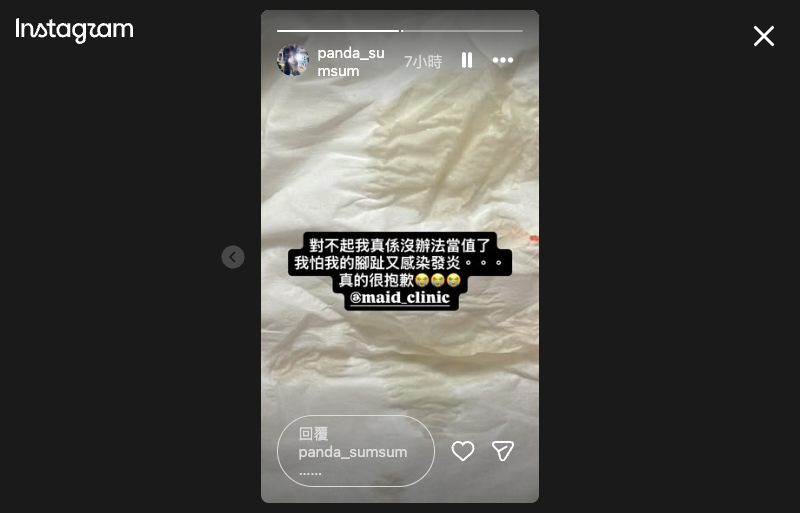 Instagram
panda_su
msum
7小時
對不起我真係沒辦法當值了
我怕我的腳趾又感染發炎。。。
真的很抱歉😭😭😭
@maid_clinic
回覆
panda_sumsum
……